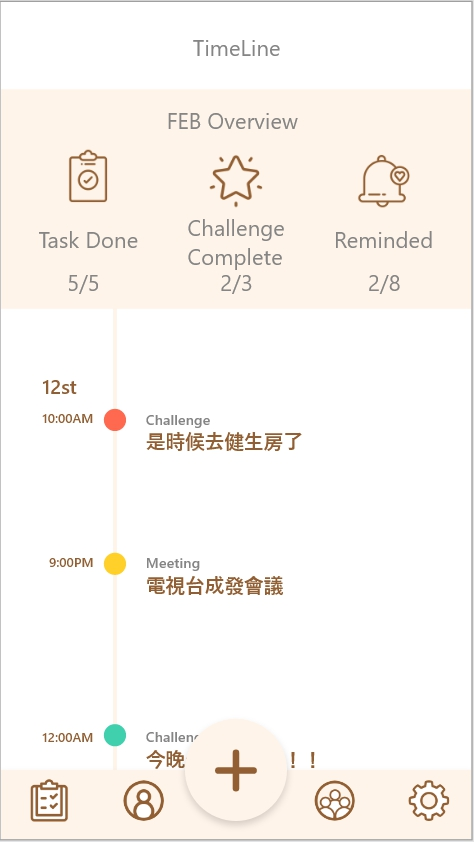 TimeLine
FEB Overview
Task Done
5/5
Challenge
Complete
2/3
Reminded
2/8
12st
10:00AM
Challenge
是時候去健生房了
9:00PM
Meeting
電視台成發會議
12:00AM
今晚
！！